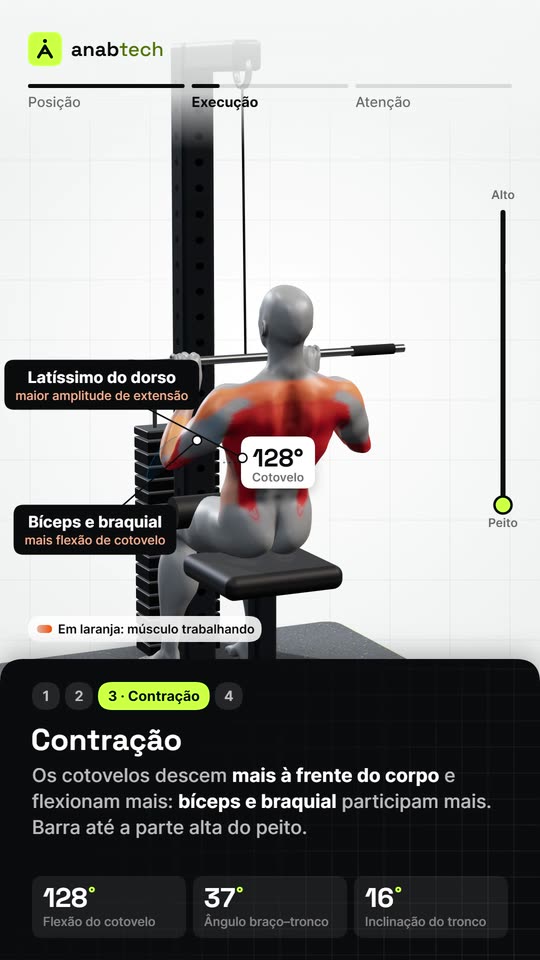 anabtech
Posição
Execução
Atenção
Alto
Latíssimo do dorso
maior amplitude de extensão
128°
Cotovelo
Bíceps e braquial
mais flexão de cotovelo
Peito
Em laranja: músculo trabalhando
1
2
3 · Contração
4
Contração
Os cotovelos descem mais à frente do corpo e
flexionam mais: bíceps e braquial participam mais.
Barra até a parte alta do peito.
128°
Flexão do cotovelo
37°
Ângulo braço–tronco
16°
Inclinação do tronco